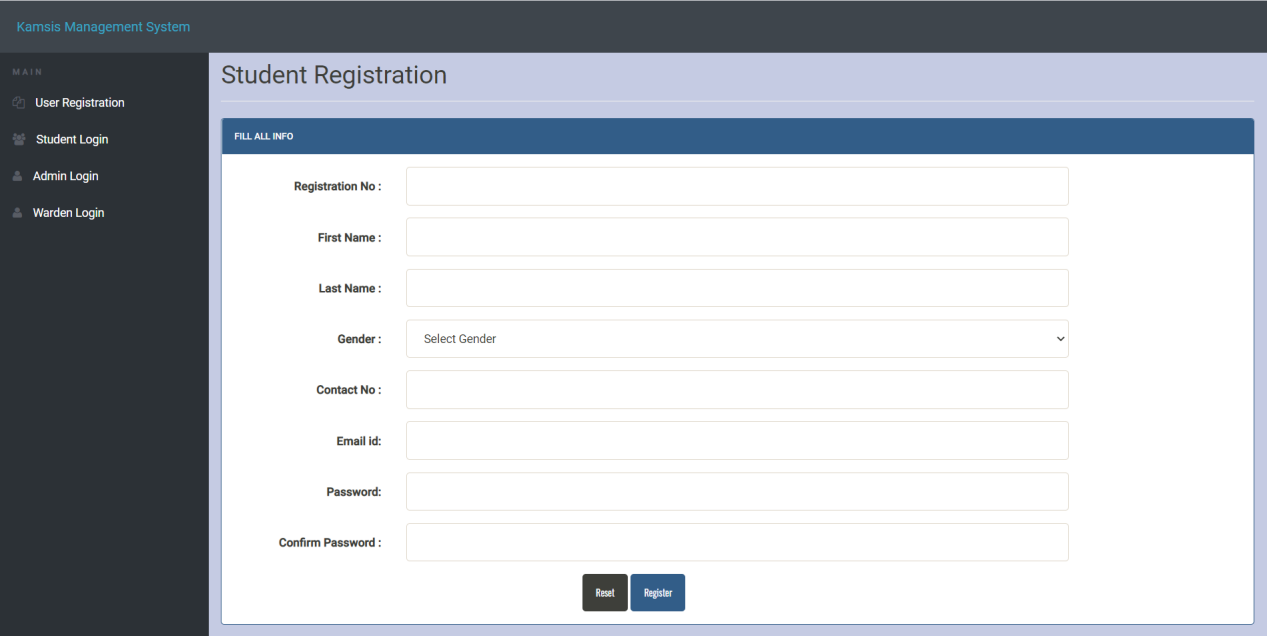 Kamsis Management System
MAIN
User Registration
Student Login
Admin Login
Warden Login
Student Registration
FILL ALL INFO
Registration No :
First Name :
Last Name :
Gender : Select Gender
Contact No :
Email id:
Password:
Confirm Password :
Reset Register